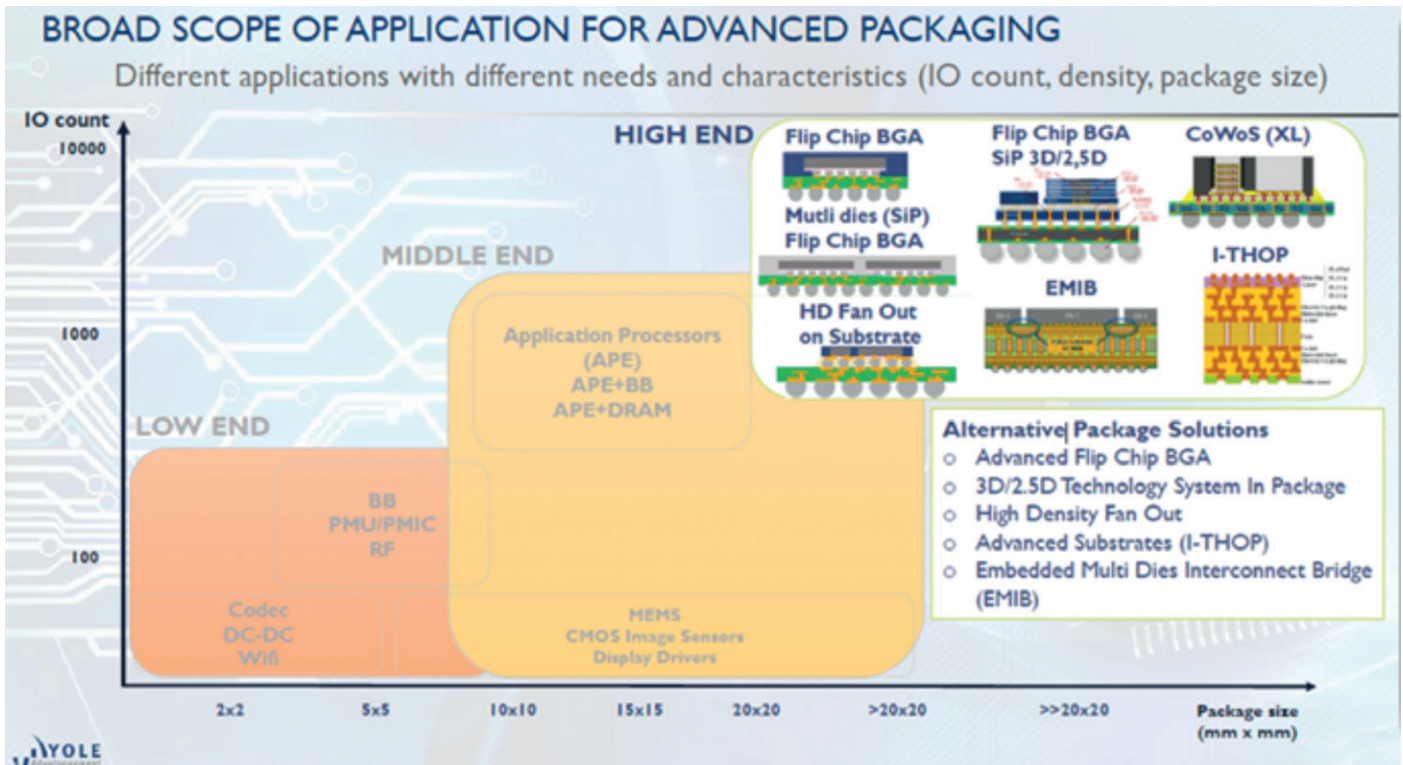 BROAD SCOPE OF APPLICATION FOR ADVANCED PACKAGING
Different applications with different needs and characteristics (IO count, density, package size)
IO count
10000
1000
100
HIGH END
Flip Chip BGA
Mutli dies (SiP)
Flip Chip BGA
HD Fan Out
on Substrate
Flip Chip BGA
SiP 3D/2,5D
EMIB
CoWoS (XL)
I-THOP
MIDDLE END
Application Processors
(APE)
APE+BB
APE+DRAM
LOW END
BB
PMU/PMIC
RF
Codec
DC-DC
Wifi
MEMS
CMOS Image Sensors
Display Drivers
Alternative Package Solutions
o Advanced Flip Chip BGA
o 3D/2.5D Technology System In Package
o High Density Fan Out
o Advanced Substrates (I-THOP)
o Embedded Multi Dies Interconnect Bridge
(EMIB)
2x2
5x5
10x10
15x15
20x20
>20x20
>>20x20
Package size
(mm x mm)
YOLE